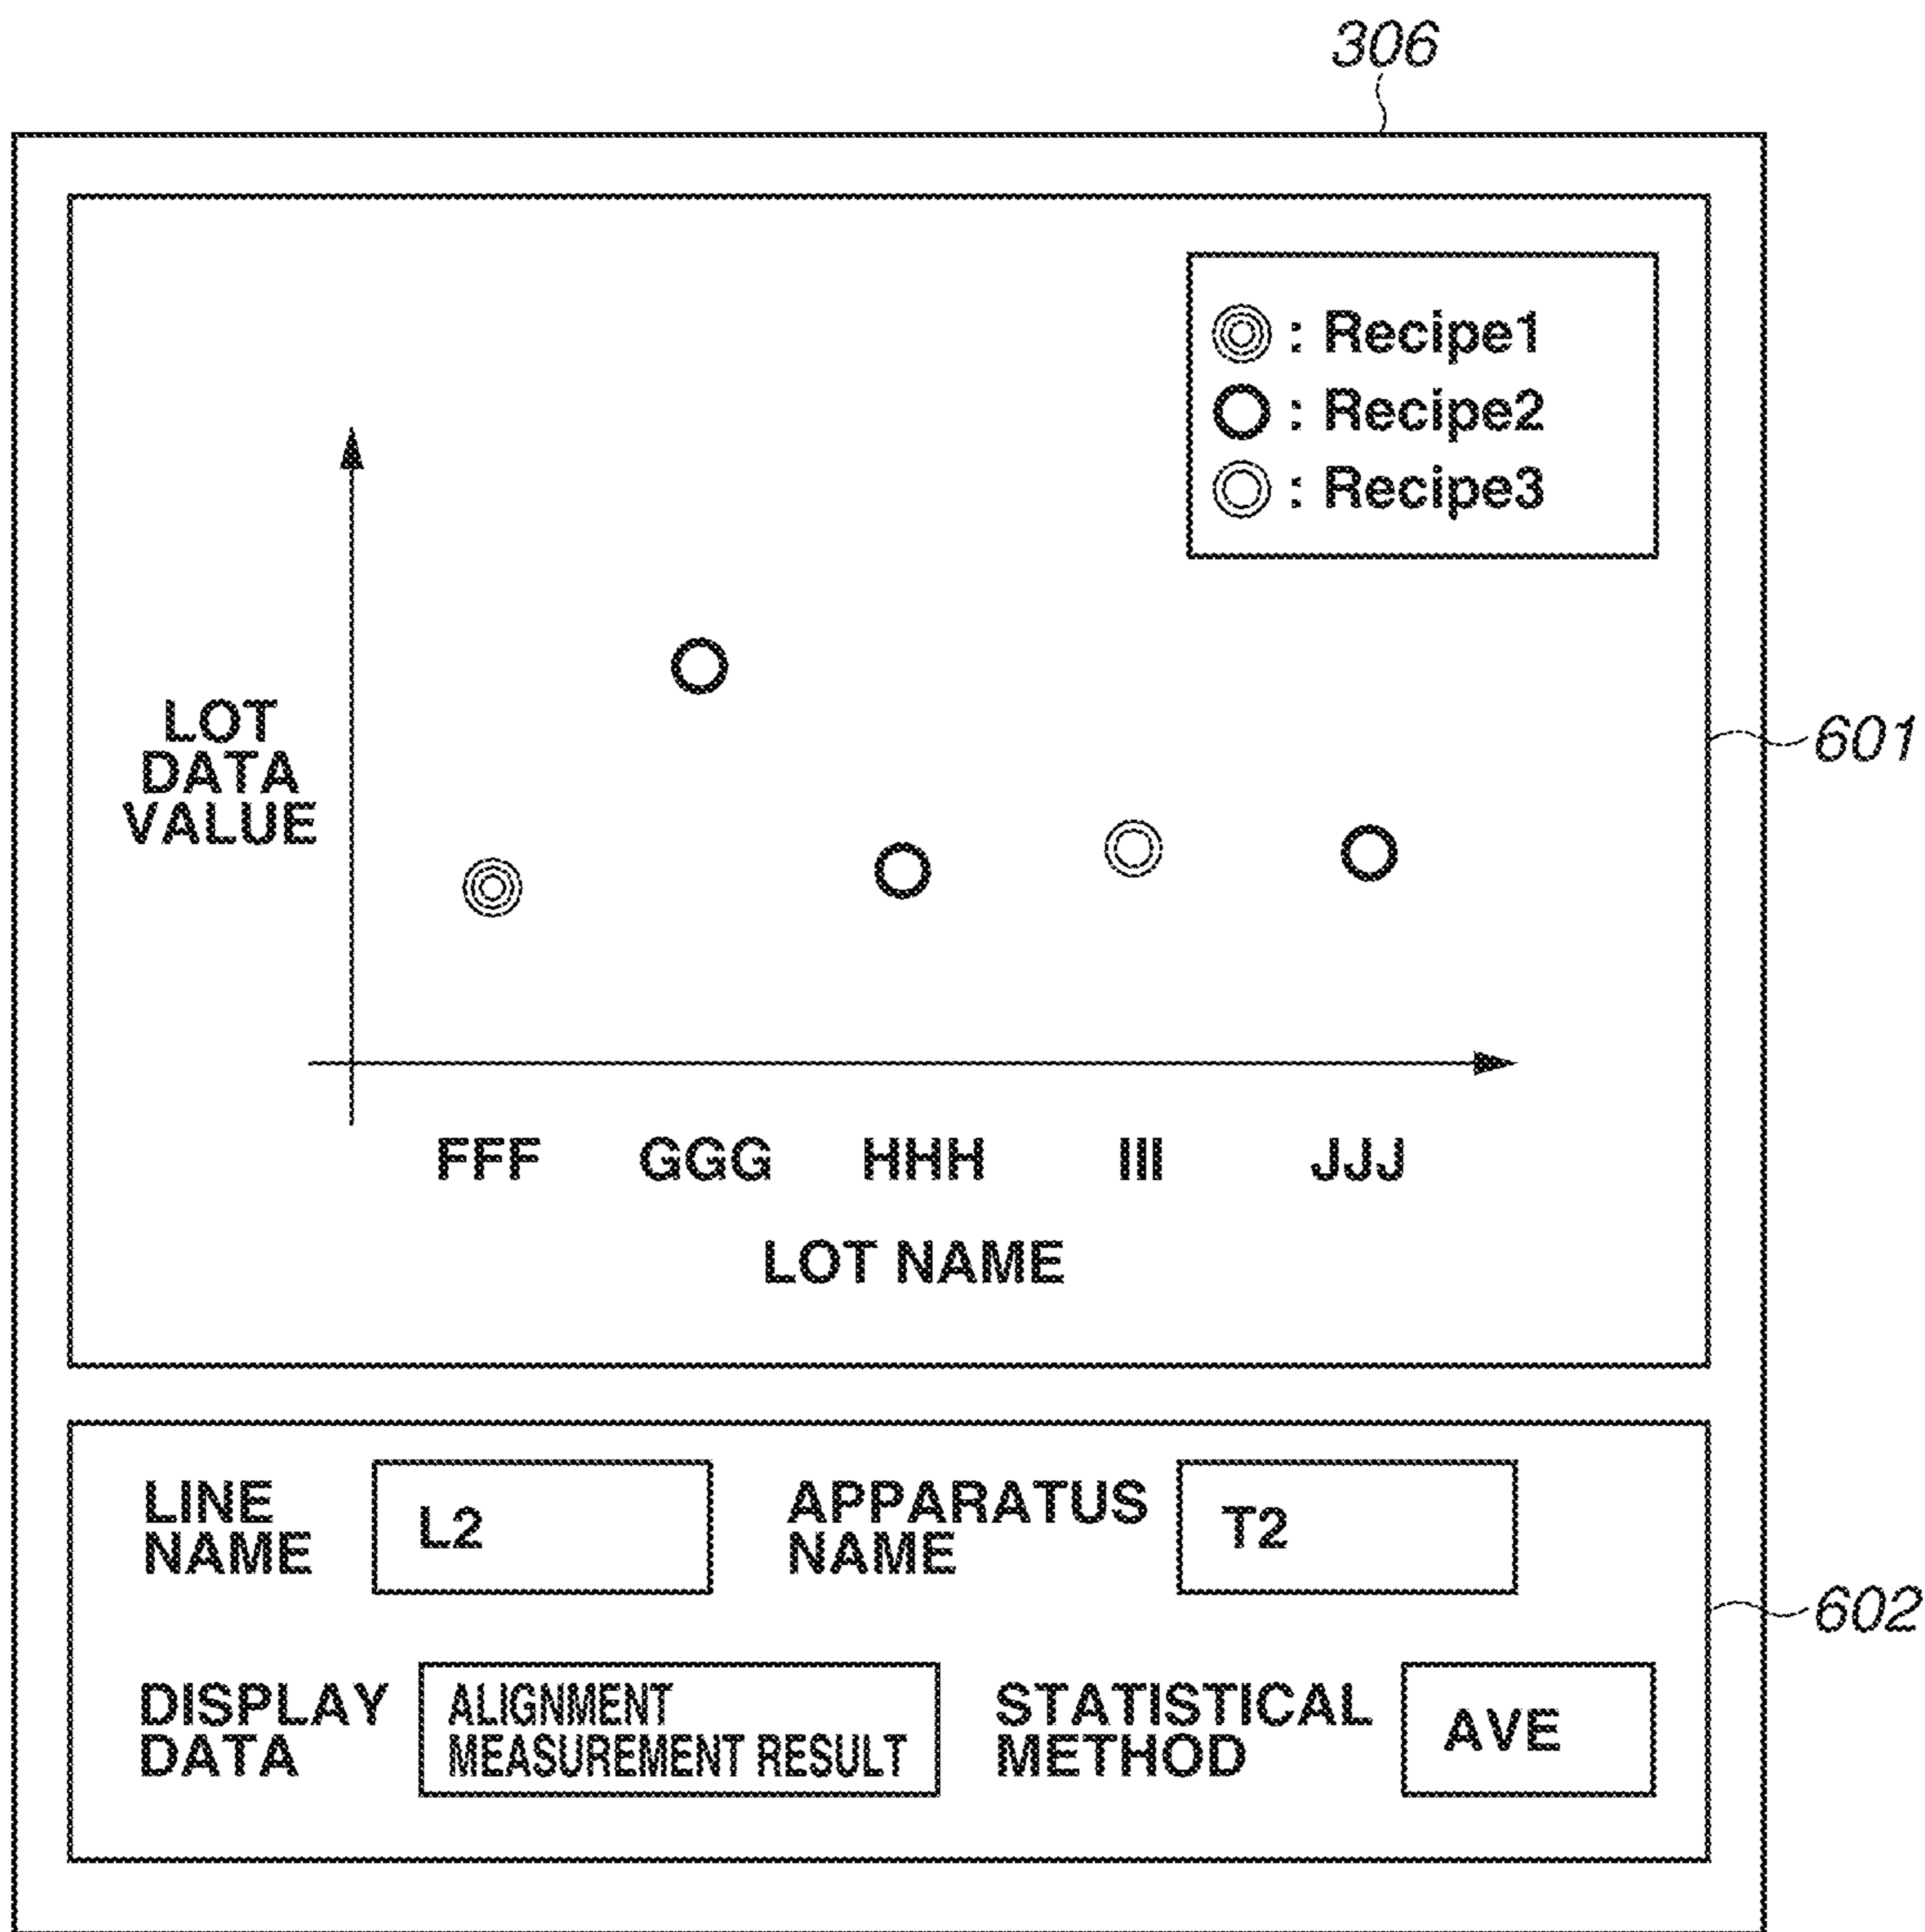 306
: Recipe1
: Recipe2
: Recipe3
LOT
DATA
VALUE
601
FFF GGG HHH III JJJ
LOT NAME
LINE
NAME
L2
APPARATUS
NAME
T2
602
DISPLAY
DATA
ALIGNMENT
MEASUREMENT RESULT
STATISTICAL
METHOD
AVE